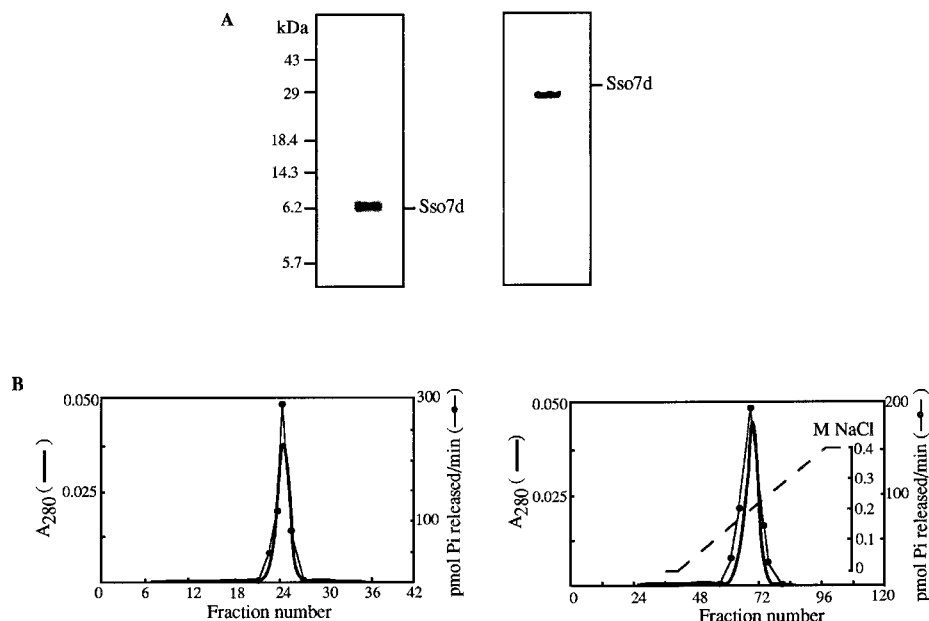 A
kDa
43
29
18.4
14.3
6.2
5.7
Sso7d
Sso7d
B
0.050
0.025
A280 (—)
0 6 12 18 24 30 36 42
Fraction number
300
100
pmol Pi released/min (—•—)
0.050
0.025
A280 (—)
0 24 48 72 96 120
Fraction number
M NaCl
0.4
0.3
0.2
0.1
0
200
100
pmol Pi released/min (—•—)